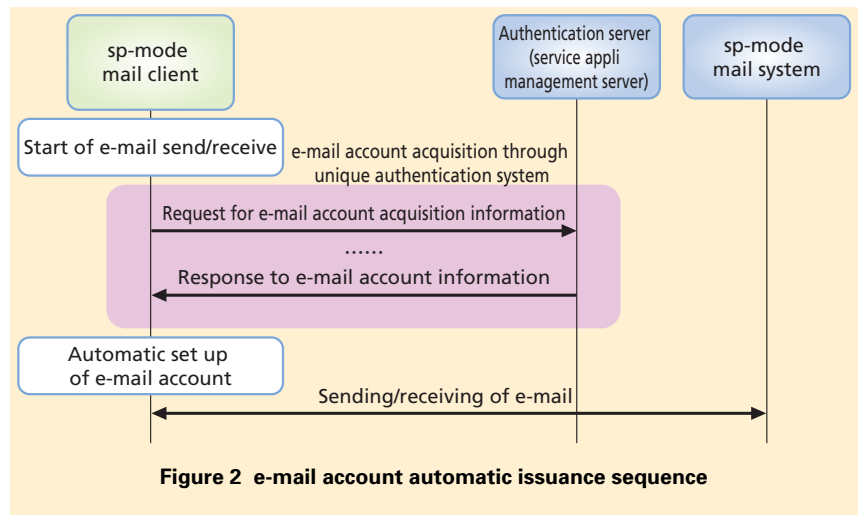 sp-mode
mail client
Authentication server
(service appli
management server)
sp-mode
mail system
Start of e-mail send/receive
e-mail account acquisition through
unique authentication system
Request for e-mail account acquisition information
......
Response to e-mail account information
Automatic set up
of e-mail account
Sending/receiving of e-mail
Figure 2 e-mail account automatic issuance sequence